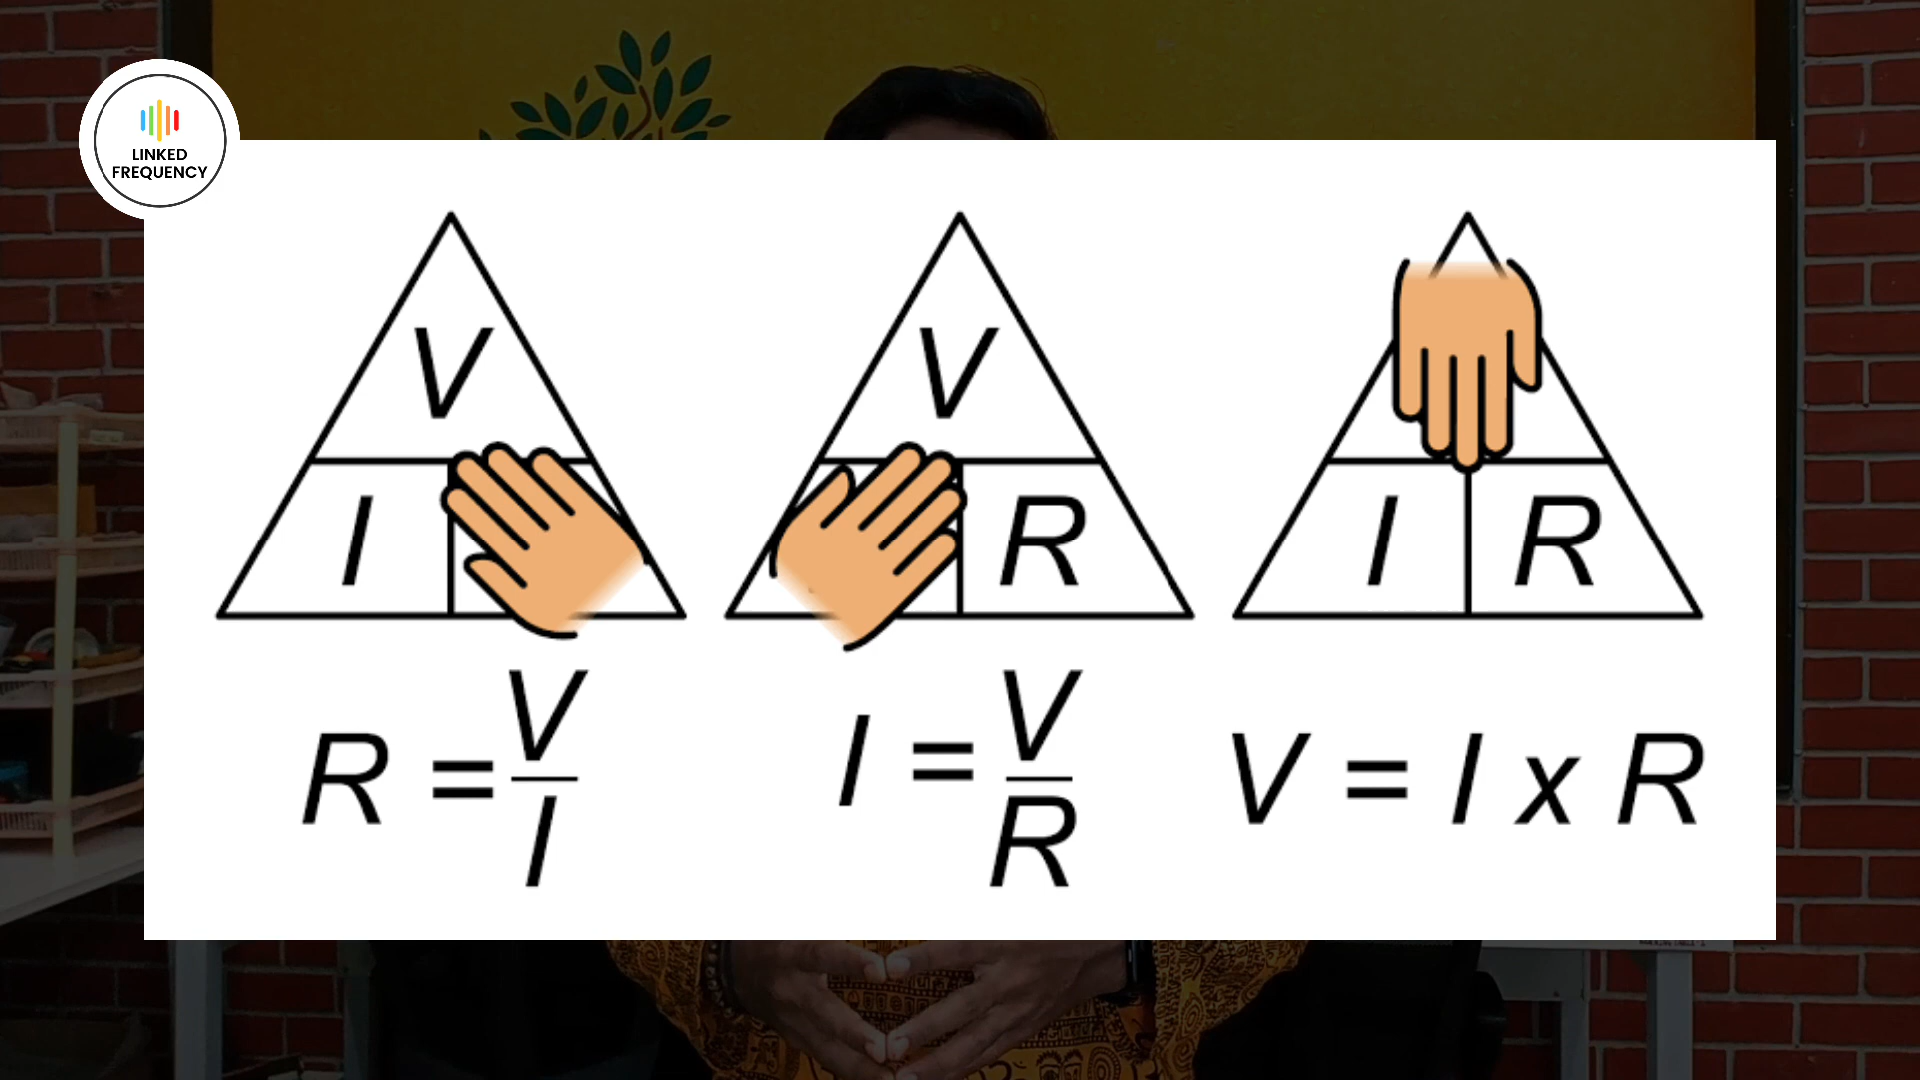 LINKED
FREQUENCY
V
I
V
R
I R
R = V/I
I = V/R
V = I x R